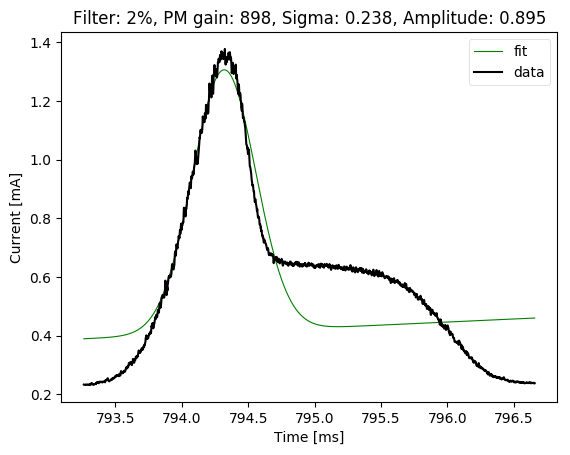 Filter: 2%, PM gain: 898, Sigma: 0.238, Amplitude: 0.895
fit
data
Current [mA]
1.4
1.2
1.0
0.8
0.6
0.4
0.2
793.5 794.0 794.5 795.0 795.5 796.0 796.5
Time [ms]